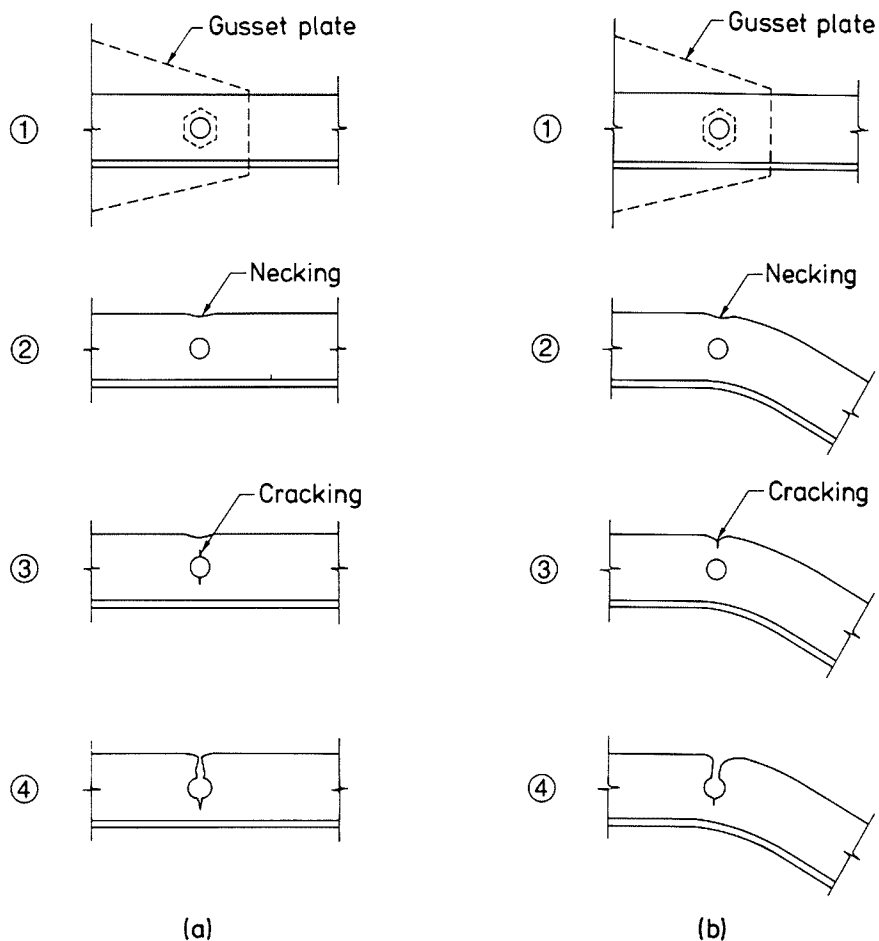 Gusset plate
①
Necking
②
Cracking
③
④
(a)
Gusset plate
①
Necking
②
Cracking
③
④
(b)